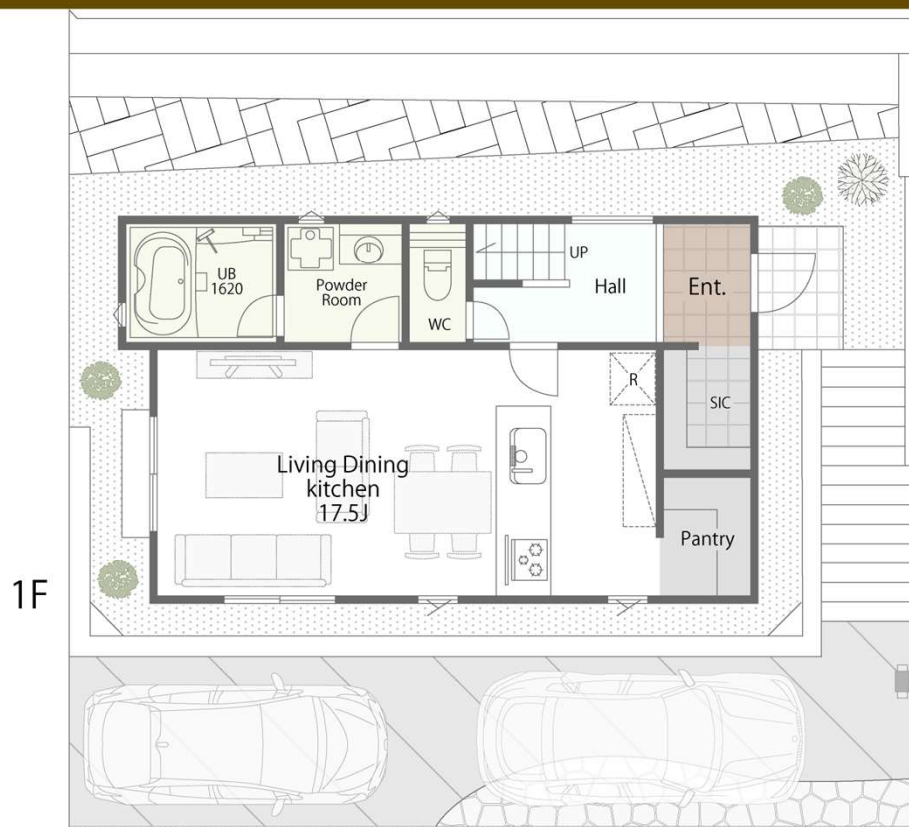 UB
1620
Powder
Room
WC
UP
Hall
Ent.
R
SIC
Living Dining
kitchen
17.5J
Pantry
1F